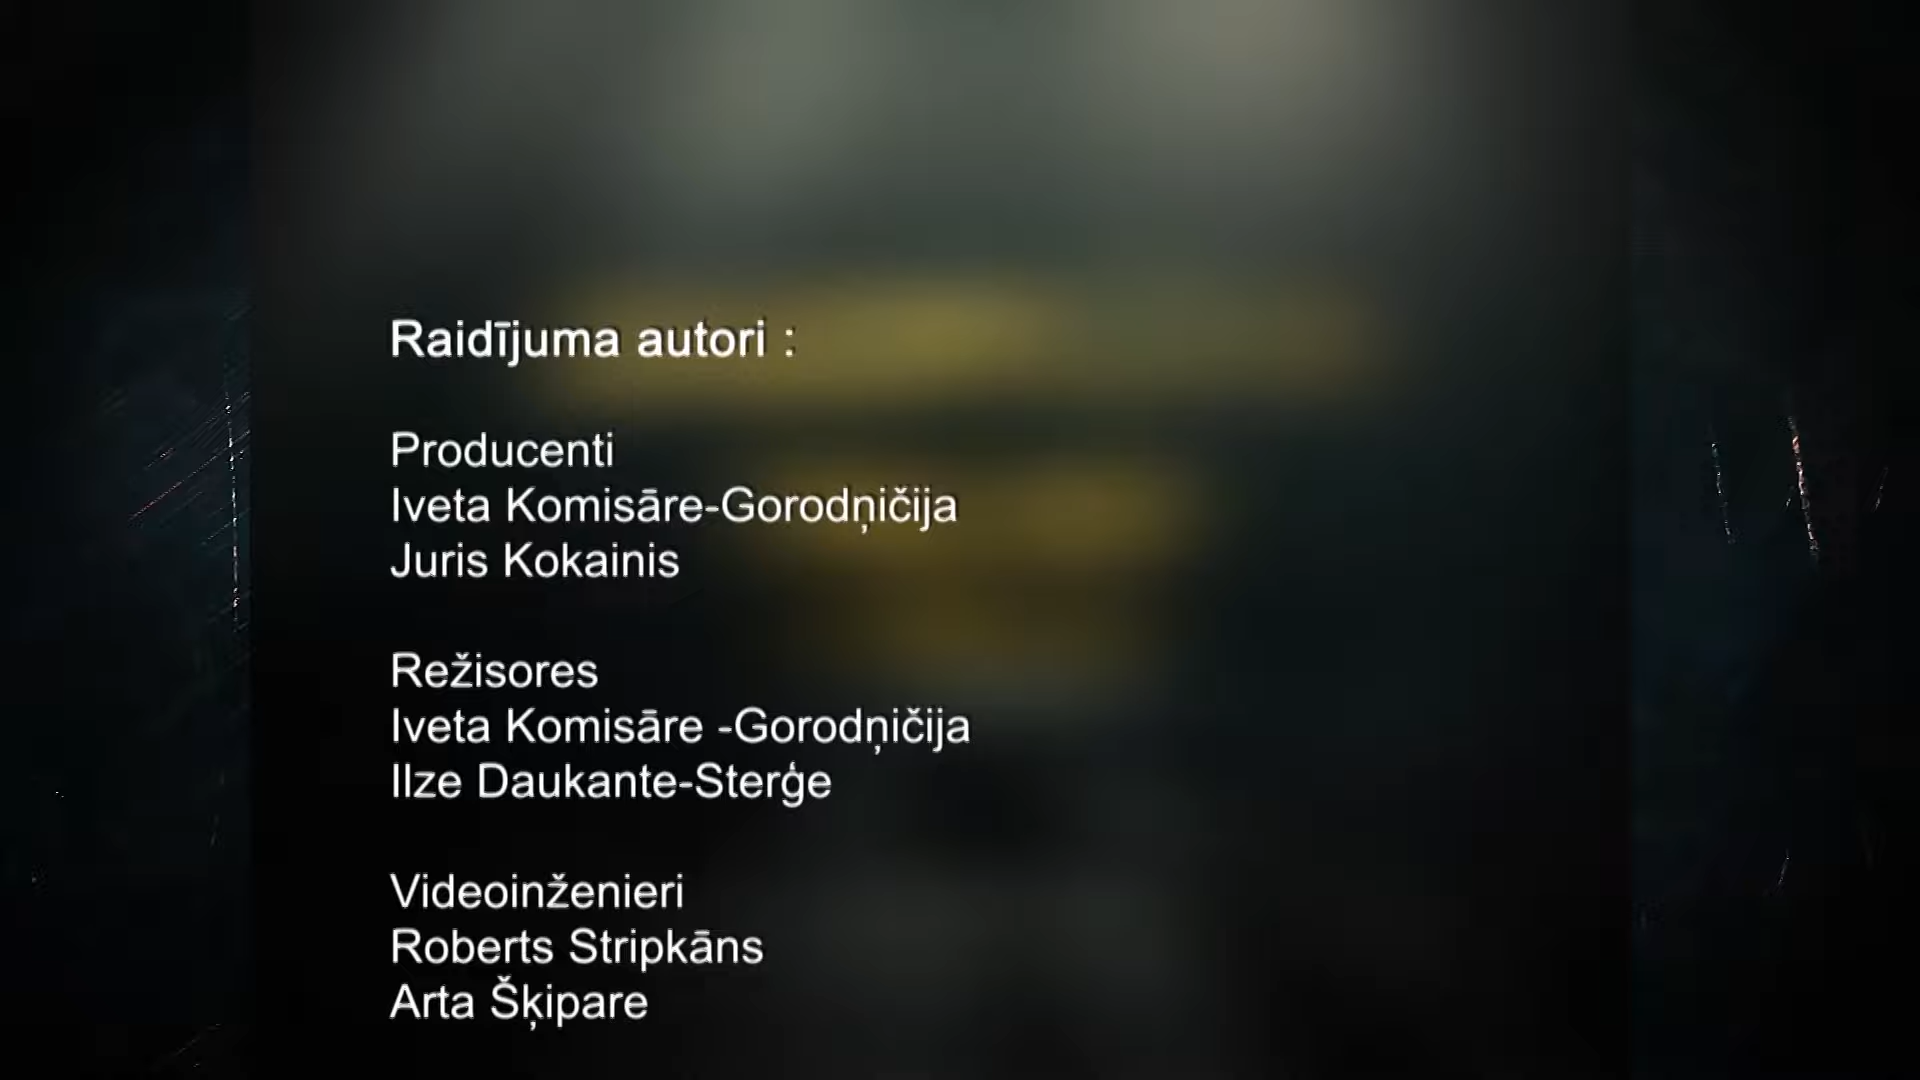 Raidījuma autori :
Producenti
Iveta Komisāre-Gorodņičija
Juris Kokainis
Režisores
Iveta Komisāre -Gorodņičija
Ilze Daukante-Sterģe
Videoinženieri
Roberts Stripkāns
Arta Šķipare